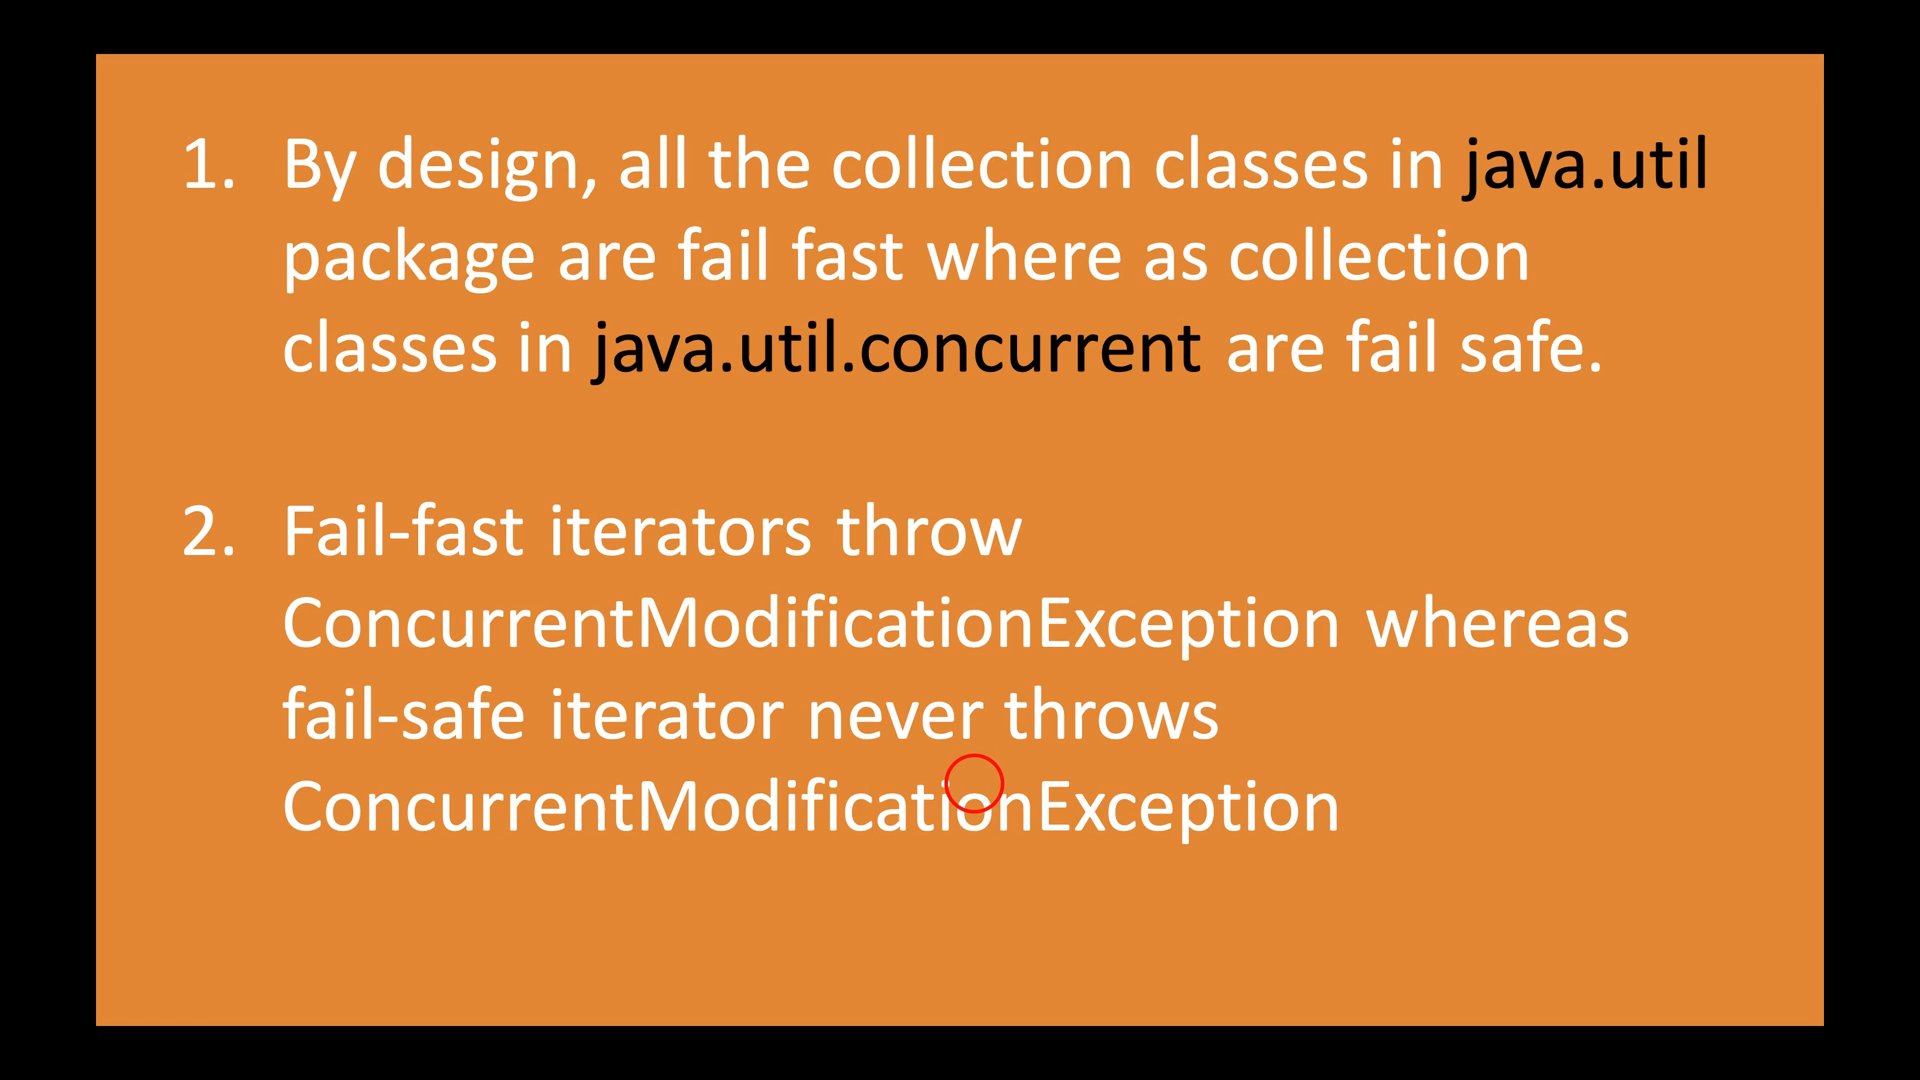 1. By design, all the collection classes in java.util
package are fail fast where as collection
classes in java.util.concurrent are fail safe.
2. Fail-fast iterators throw
ConcurrentModificationException whereas
fail-safe iterator never throws
ConcurrentModificationException